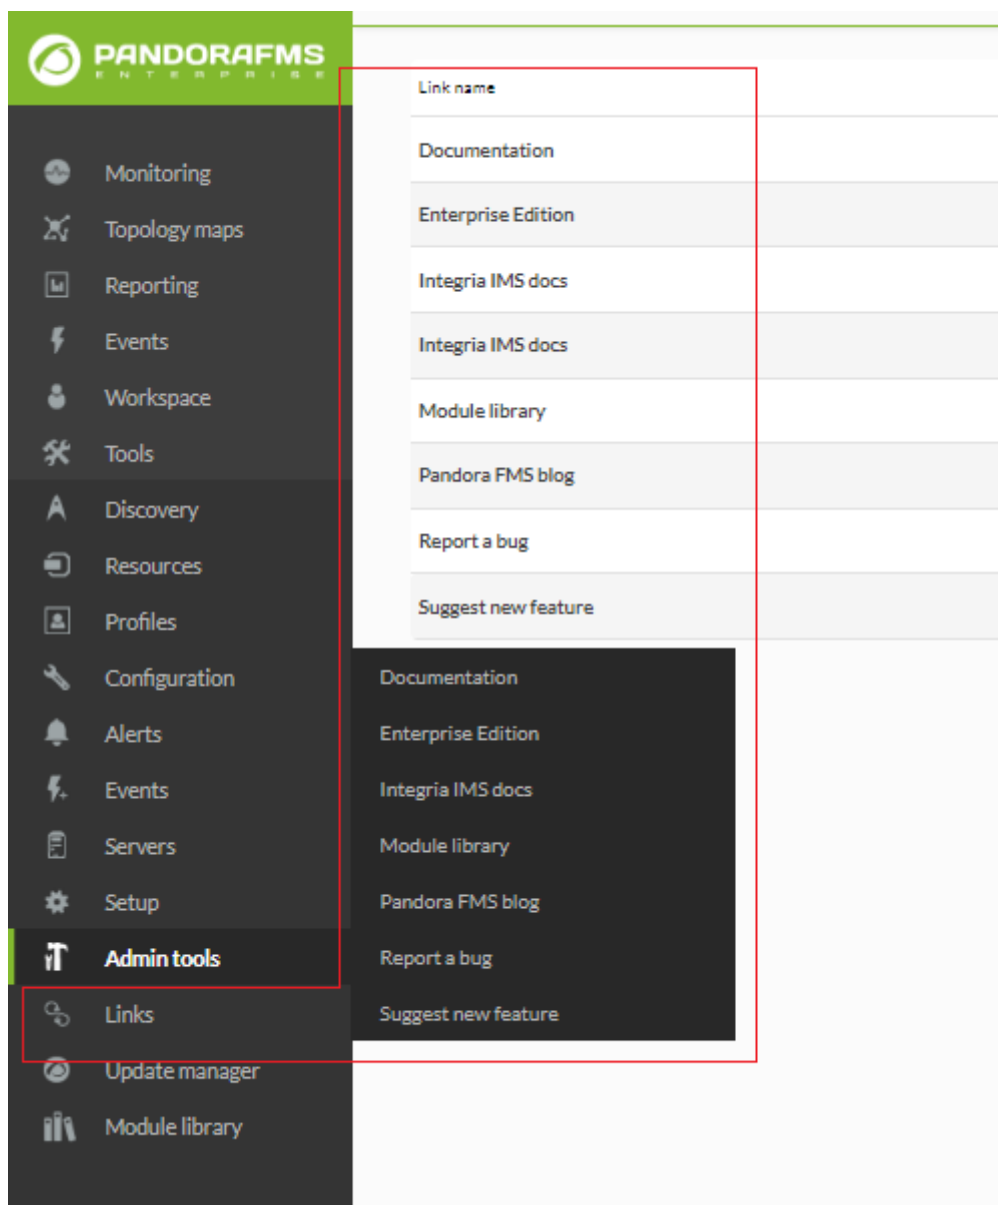 PANDORAFMS
ENTERPRISE
Monitoring
Topology maps
Reporting
Events
Workspace
Tools
Discovery
Resources
Profiles
Configuration
Alerts
Events
Servers
Setup
Admin tools
Links
Update manager
Module library
Link name
Documentation
Enterprise Edition
Integria IMS docs
Integria IMS docs
Module library
Pandora FMS blog
Report a bug
Suggest new feature
Documentation
Enterprise Edition
Integria IMS docs
Module library
Pandora FMS blog
Report a bug
Suggest new feature